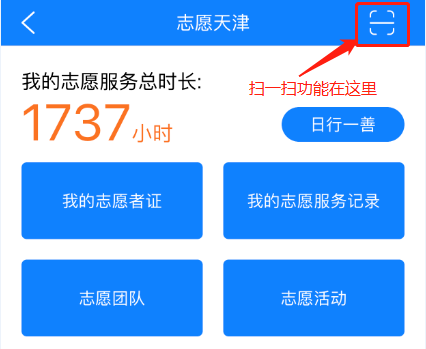 志愿天津
我的志愿服务总时长:
扫一扫功能在这里
1737小时
日行一善
我的志愿者证
我的志愿服务记录
志愿团队
志愿活动